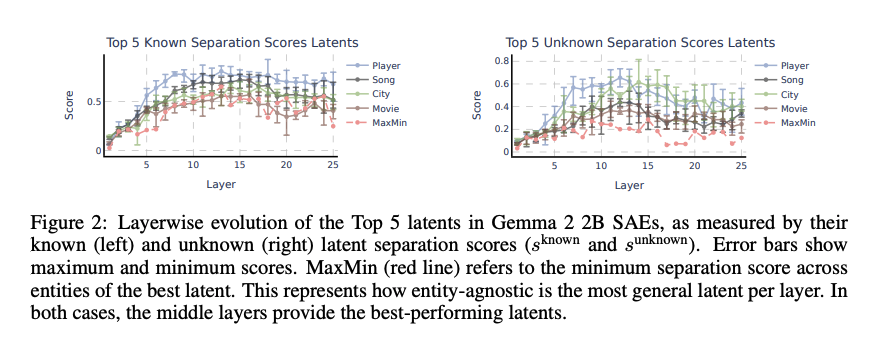 Top 5 Known Separation Scores Latents
Score
0.5
0
5
10
15
20
25
Layer
Player
Song
City
Movie
MaxMin
Top 5 Unknown Separation Scores Latents
Score
0.8
0.6
0.4
0.2
0
5
10
15
20
25
Layer
Player
Song
City
Movie
MaxMin
Figure 2: Layerwise evolution of the Top 5 latents in Gemma 2 2B SAEs, as measured by their
known (left) and unknown (right) latent separation scores (s^known and s^unknown). Error bars show
maximum and minimum scores. MaxMin (red line) refers to the minimum separation score across
entities of the best latent. This represents how entity-agnostic is the most general latent per layer. In
both cases, the middle layers provide the best-performing latents.